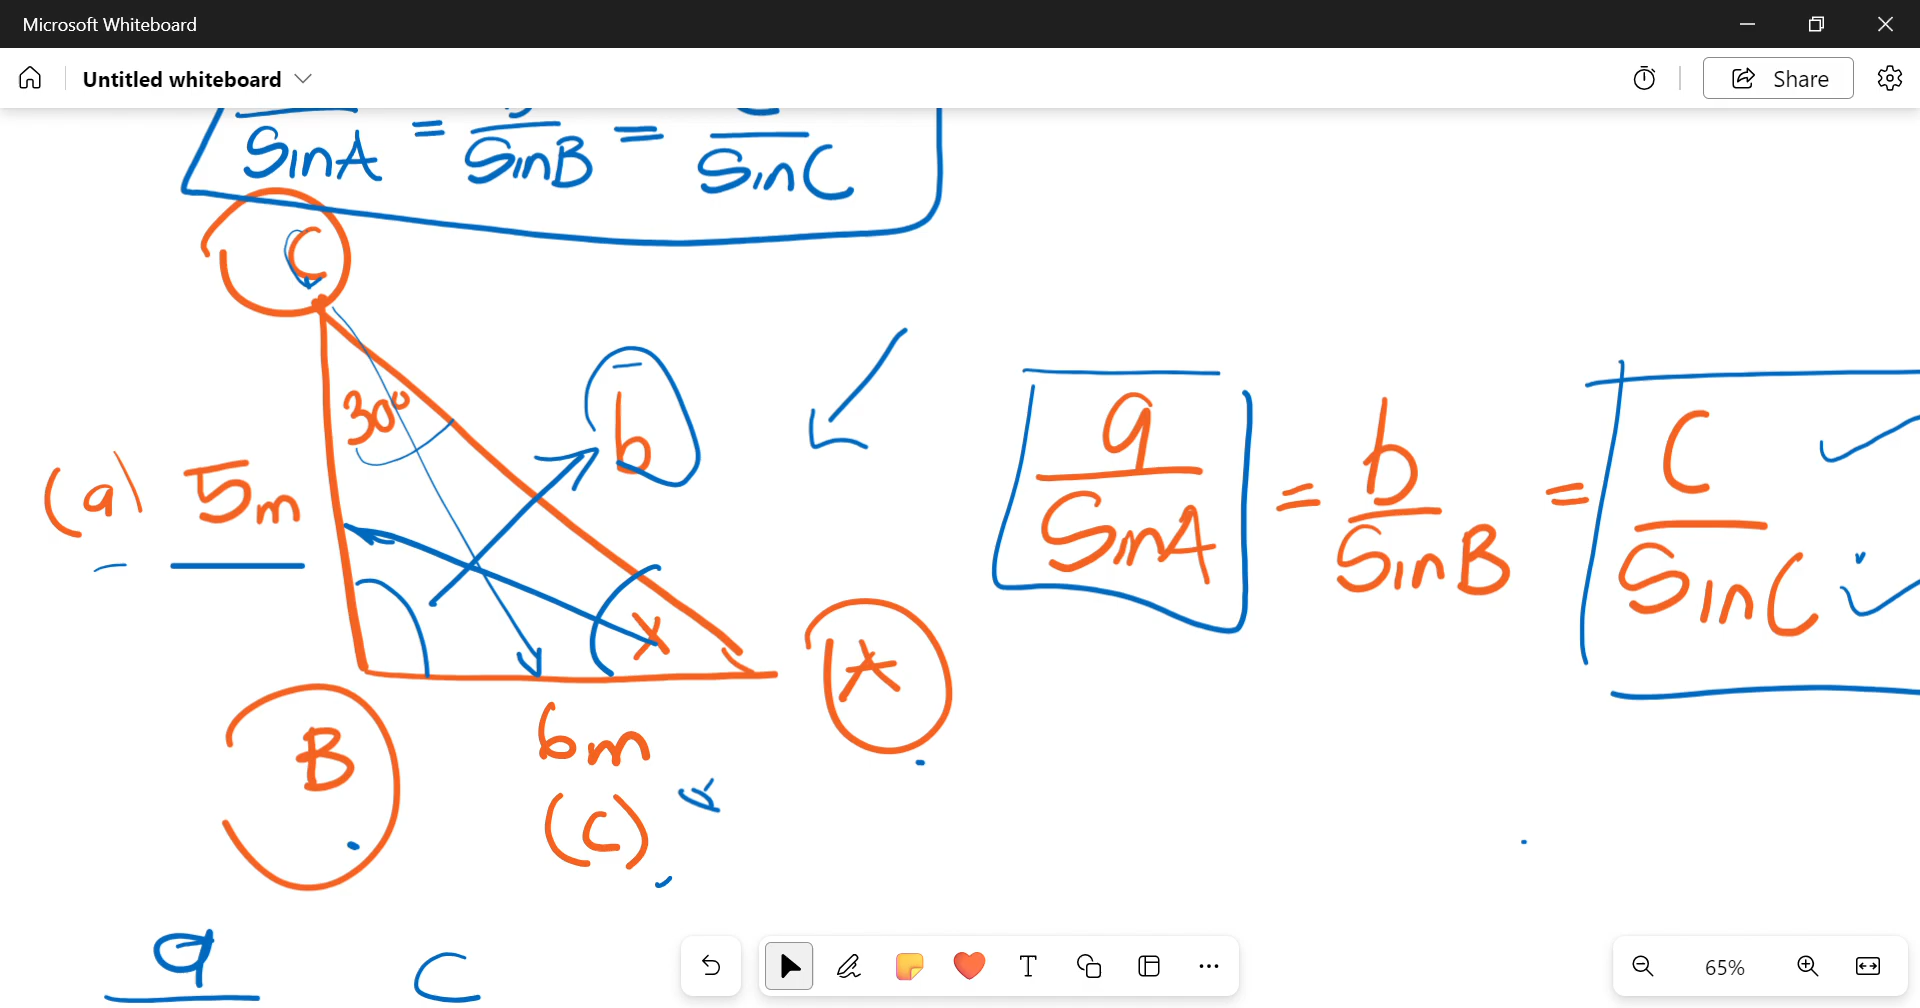 Microsoft Whiteboard
Untitled whiteboard
Share
SinA = SinB = SinC
C
30°
b
(a) 5m
x
A
B
6m
(c)
a/SinA = b/SinB = c/SinC
a c
T
65%